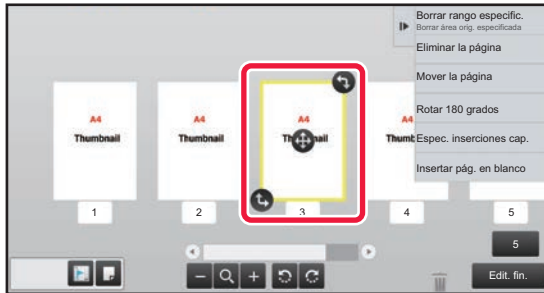 Borrar rango especific.
Borrar área orig. especificada
Eliminar la página
Mover la página
Rotar 180 grados
Espec. inserciones cap.
Insertar pág. en blanco
A4
Thumbnail
A4
Thumbnail
A4
Thumbnail
A4
Thumb
1
2
3
4
5
5
Edit. fin.